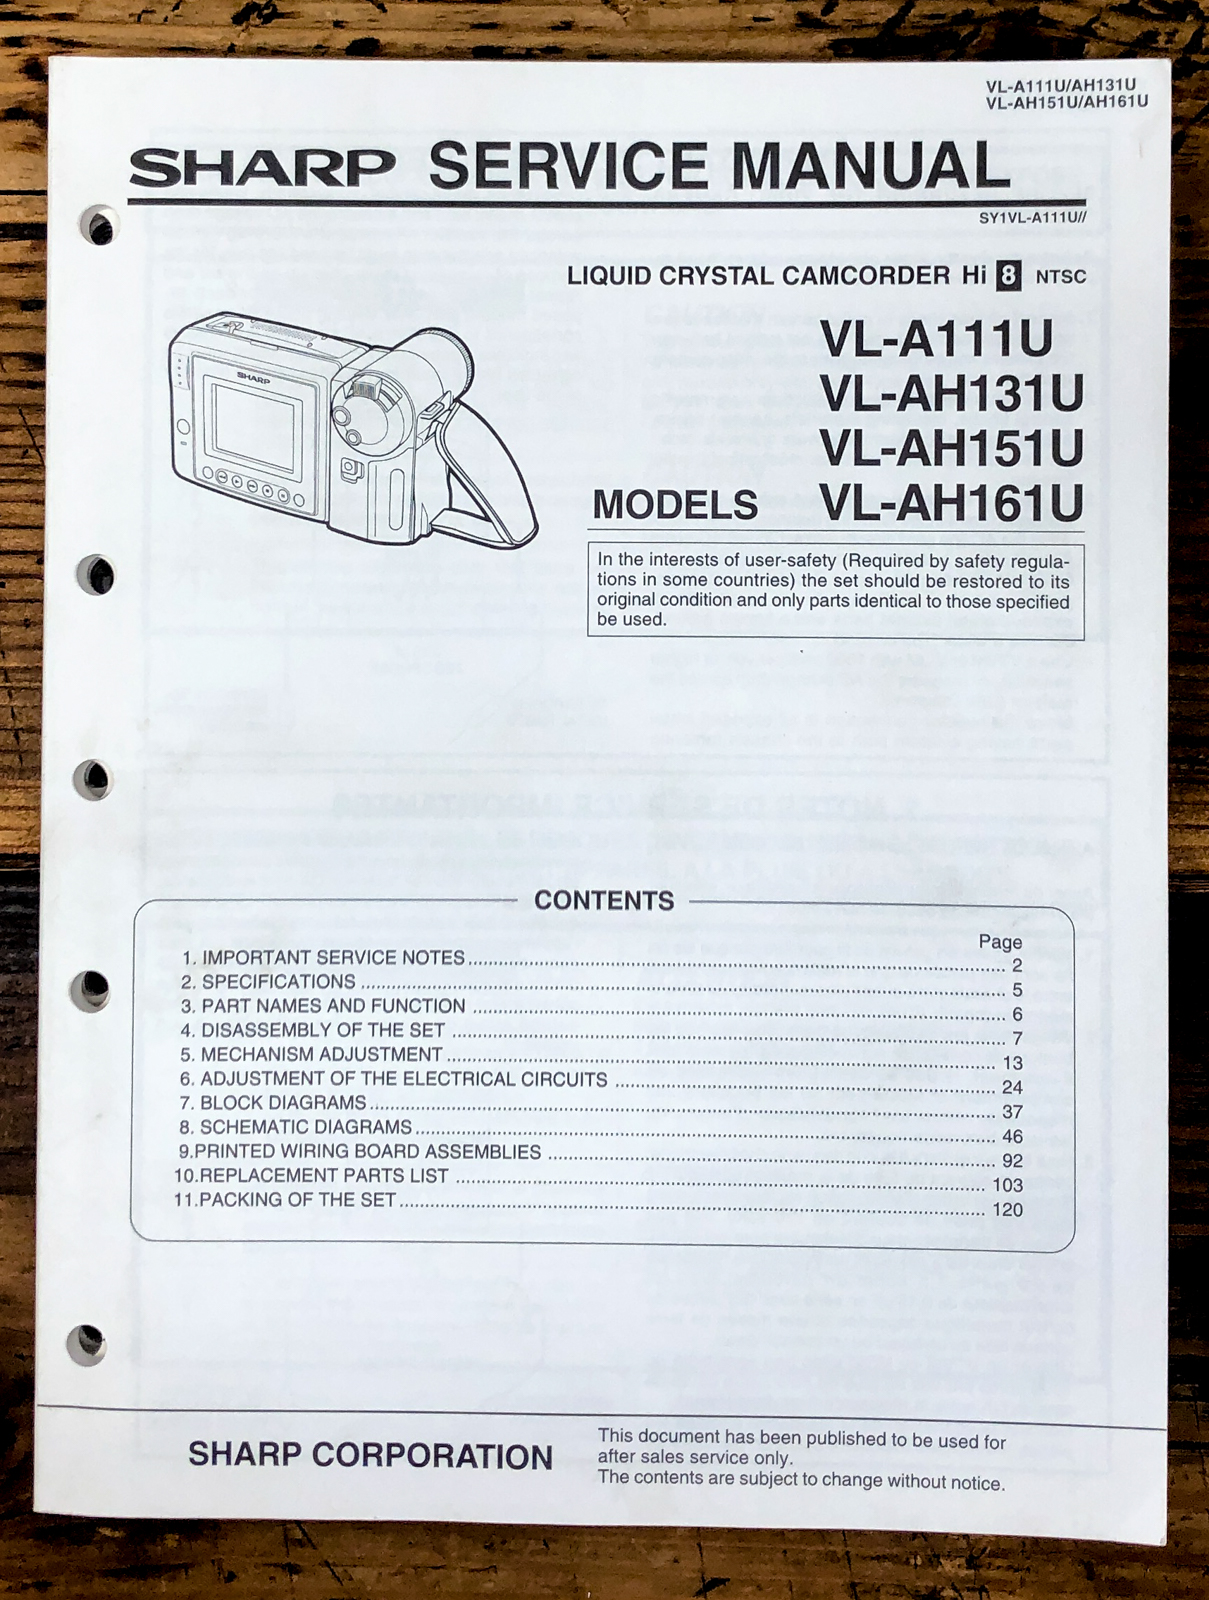 VL-A111U/AH131U
VL-AH151U/AH161U
SHARP SERVICE MANUAL
SY1VL-A111U//
LIQUID CRYSTAL CAMCORDER Hi 8 NTSC
SHARP
VL-A111U
VL-AH131U
VL-AH151U
MODELS VL-AH161U
In the interests of user-safety (Required by safety regula-
tions in some countries) the set should be restored to its
original condition and only parts identical to those specified
be used.
CONTENTS
Page
1. IMPORTANT SERVICE NOTES ........ 2
2. SPECIFICATIONS ........ 5
3. PART NAMES AND FUNCTION ........ 6
4. DISASSEMBLY OF THE SET ........ 7
5. MECHANISM ADJUSTMENT ........ 13
6. ADJUSTMENT OF THE ELECTRICAL CIRCUITS ........ 24
7. BLOCK DIAGRAMS ........ 37
8. SCHEMATIC DIAGRAMS ........ 46
9.PRINTED WIRING BOARD ASSEMBLIES ........ 92
10.REPLACEMENT PARTS LIST ........ 103
11.PACKING OF THE SET ........ 120
SHARP CORPORATION
This document has been published to be used for
after sales service only.
The contents are subject to change without notice.